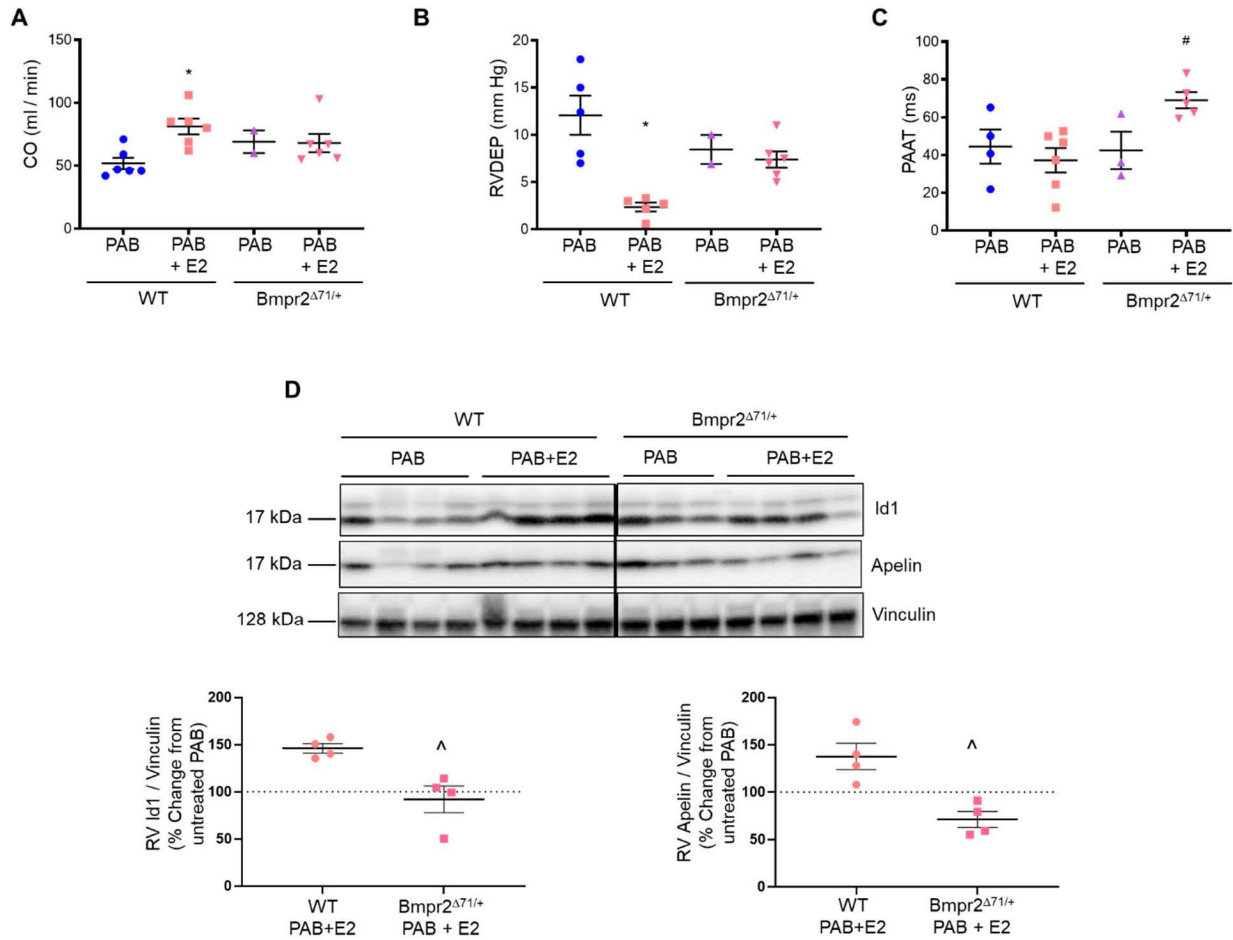 A
CO (ml / min)
150
100
50
0
*
PAB
PAB
+ E2
PAB
PAB
+ E2
WT
Bmpr2Δ71/+
B
RVDEP (mm Hg)
20
15
10
5
0
*
PAB
PAB
+ E2
PAB
PAB
+ E2
WT
Bmpr2Δ71/+
C
PAAT (ms)
100
80
60
40
20
0
#
PAB
PAB
+ E2
PAB
PAB
+ E2
WT
Bmpr2Δ71/+
D
WT
Bmpr2Δ71/+
PAB
PAB+E2
PAB
PAB+E2
17 kDa
Id1
17 kDa
Apelin
128 kDa
Vinculin
RV Id1 / Vinculin
(% Change from
untreated PAB)
200
150
100
50
0
^
WT
PAB+E2
Bmpr2Δ71/+
PAB + E2
RV Apelin / Vinculin
(% Change from
untreated PAB)
200
150
100
50
0
^
WT
PAB+E2
Bmpr2Δ71/+
PAB + E2